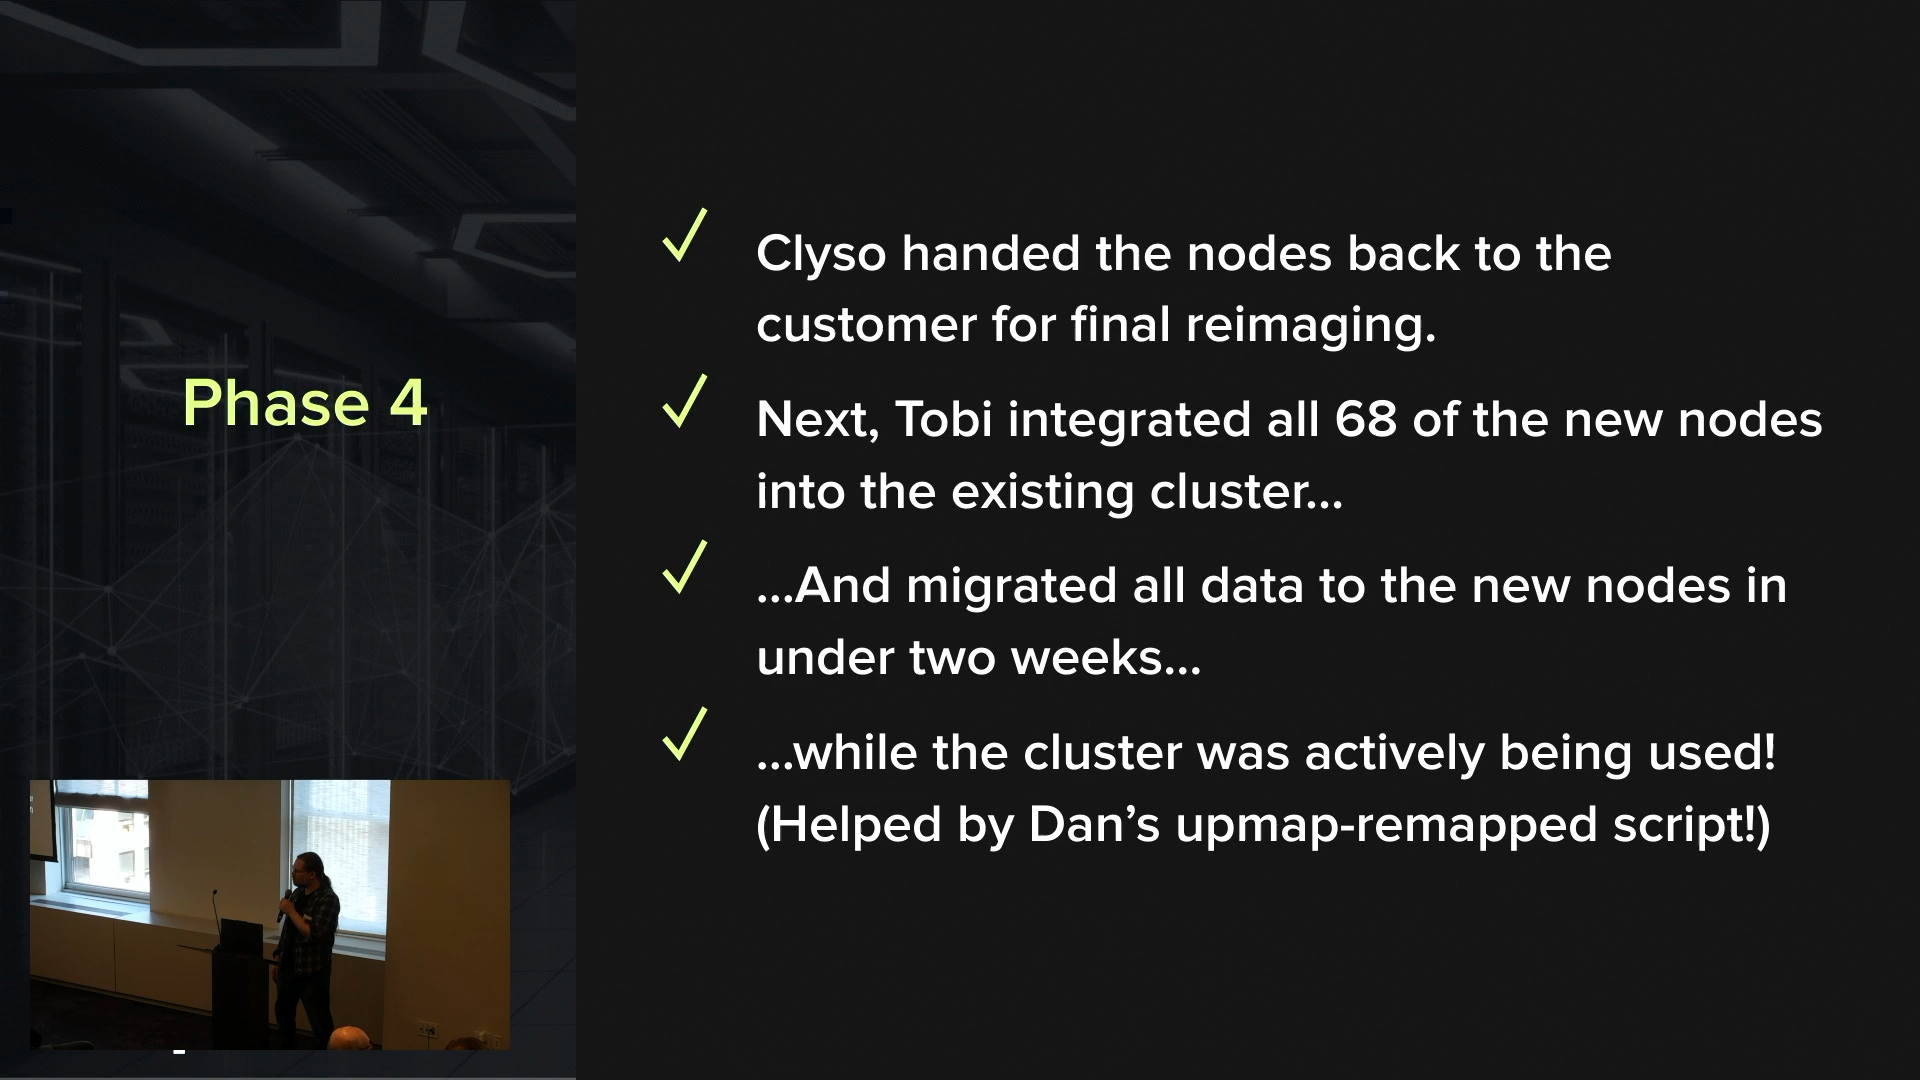 Phase 4
Clyso handed the nodes back to the
customer for final reimaging.
Next, Tobi integrated all 68 of the new nodes
into the existing cluster...
...And migrated all data to the new nodes in
under two weeks...
...while the cluster was actively being used!
(Helped by Dan’s upmap-remapped script!)